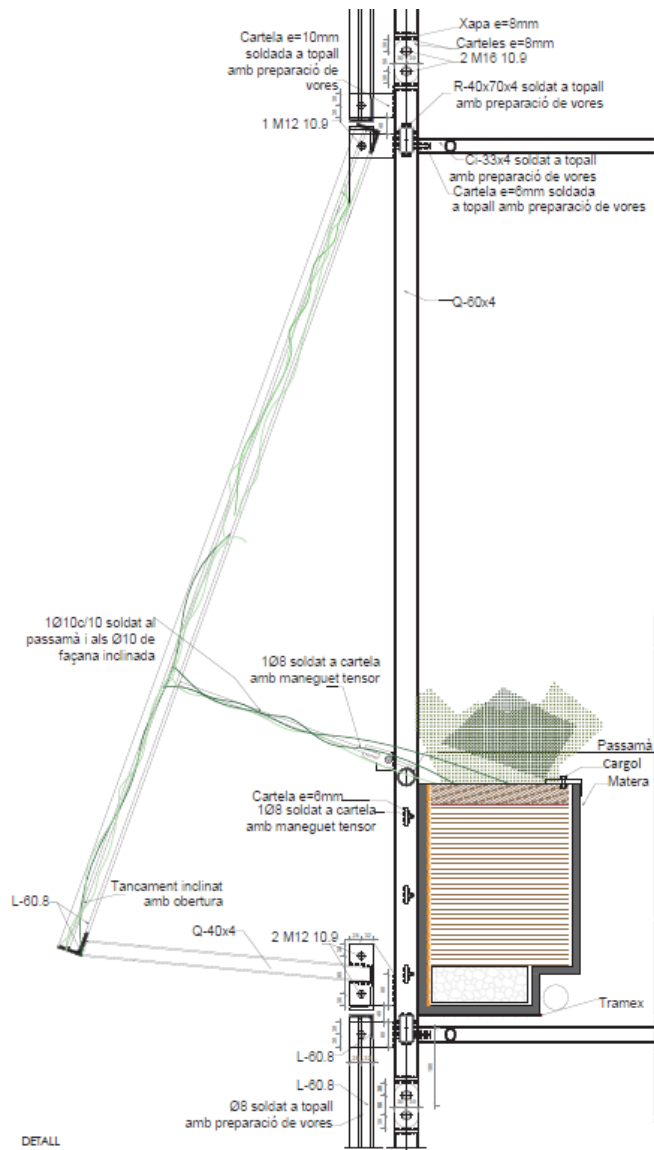 Cartela e=10mm
soldada a topall
amb preparació de
vores
1 M12 10.9
Xapa e=8mm
Carteles e=8mm
2 M16 10.9
R-40x70x4 soldat a topall
amb preparació de vores
Ci-33x4 soldat a topall
amb preparació de vores
Cartela e=6mm soldada
a topall amb preparació de vores
Q-60x4
1Ø10c/10 soldat al
passamà i als Ø10 de
façana inclinada
1Ø8 soldat a cartela
amb maneguet tensor
Passamà
cargol
Matera
Cartela e=6mm
1Ø8 soldat a cartela
amb maneguet tensor
Tancament inclinat
amb obertura
L-60.8
Q-40x4
2 M12 10.9
Tramex
L-60.8
L-60.8
Ø8 soldat a topall
amb preparació de vores
DETALL